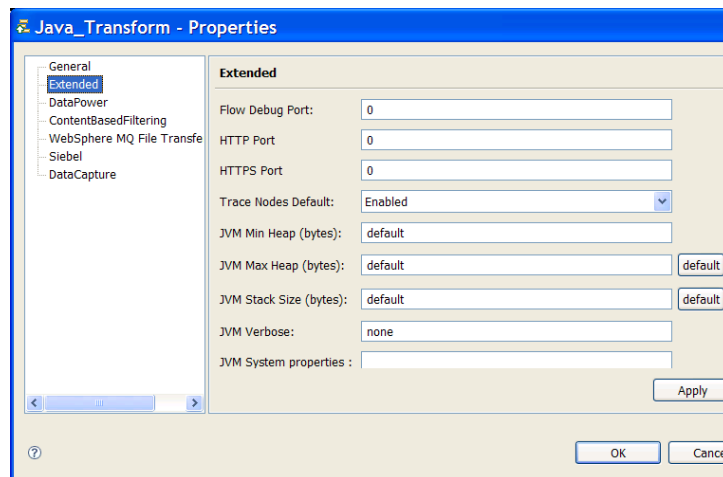 Java_Transform - Properties
General
Extended
DataPower
ContentBasedFiltering
WebSphere MQ File Transfe
Siebel
DataCapture
Extended
Flow Debug Port: 0
HTTP Port 0
HTTPS Port 0
Trace Nodes Default: Enabled
JVM Min Heap (bytes): default
JVM Max Heap (bytes): default default
JVM Stack Size (bytes): default default
JVM Verbose: none
JVM System properties :
Apply
?
OK Cance